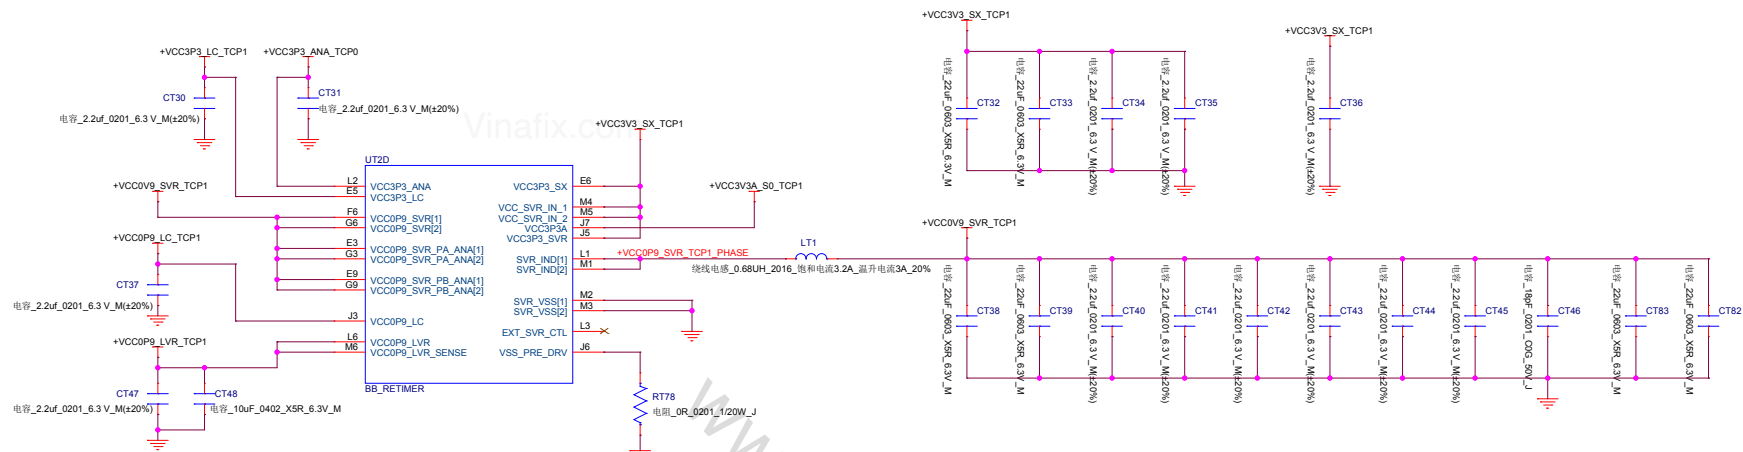 +VCC3P3_LC_TCP1
+VCC3P3_ANA_TCP0
CT30
电容_2.2uf_0201_6.3 V_M(±20%)
CT31
电容_2.2uf_0201_6.3 V_M(±20%)
Vinafix.com
+VCC3V3_SX_TCP1
UT2D
+VCC0V9_SVR_TCP1
+VCC0P9_LC_TCP1
CT37
电容_2.2uf_0201_6.3 V_M(±20%)
+VCC0P9_LVR_TCP1
CT47
电容_2.2uf_0201_6.3 V_M(±20%)
CT48
电容_10uF_0402_X5R_6.3V_M
L2 VCC3P3_ANA
E5 VCC3P3_LC
F6 VCC0P9_SVR[1]
G6 VCC0P9_SVR[2]
E3 VCC0P9_SVR_PA_ANA[1]
G3 VCC0P9_SVR_PA_ANA[2]
E9 VCC0P9_SVR_PB_ANA[1]
G9 VCC0P9_SVR_PB_ANA[2]
J3 VCC0P9_LC
L6 VCC0P9_LVR
M6 VCC0P9_LVR_SENSE
VCC3P3_SX E6
VCC_SVR_IN_1 M4
VCC_SVR_IN_2 M5
VCC3P3A J7
VCC3P3_SVR J5
SVR_IND[1] L1
SVR_IND[2] M1
SVR_VSS[1] M2
SVR_VSS[2] M3
EXT_SVR_CTL L3
VSS_PRE_DRV J6
BB_RETIMER
+VCC3V3A_S0_TCP1
+VCC0P9_SVR_TCP1_PHASE
LT1
绕线电感_0.68UH_2016_饱和电流3.2A_温升电流3A_20%
RT78
电阻_0R_0201_1/20W_J
WW
+VCC3V3_SX_TCP1
电容_22uF_0603_X5R_6.3V_M
CT32
电容_22uF_0603_X5R_6.3V_M
CT33
电容_2.2uf_0201_6.3 V_M(±20%)
CT34
电容_2.2uf_0201_6.3 V_M(±20%)
CT35
+VCC3V3_SX_TCP1
电容_2.2uf_0201_6.3 V_M(±20%)
CT36
+VCC0V9_SVR_TCP1
电容_22uF_0603_X5R_6.3V_M
CT38
电容_22uF_0603_X5R_6.3V_M
CT39
电容_2.2uf_0201_6.3 V_M(±20%)
CT40
电容_2.2uf_0201_6.3 V_M(±20%)
CT41
电容_2.2uf_0201_6.3 V_M(±20%)
CT42
电容_2.2uf_0201_6.3 V_M(±20%)
CT43
电容_2.2uf_0201_6.3 V_M(±20%)
CT44
电容_2.2uf_0201_6.3 V_M(±20%)
CT45
电容_18pF_0201_C0G_50V_J
CT46
电容_22uF_0603_X5R_6.3V_M
CT83
电容_22uF_0603_X5R_6.3V_M
CT82